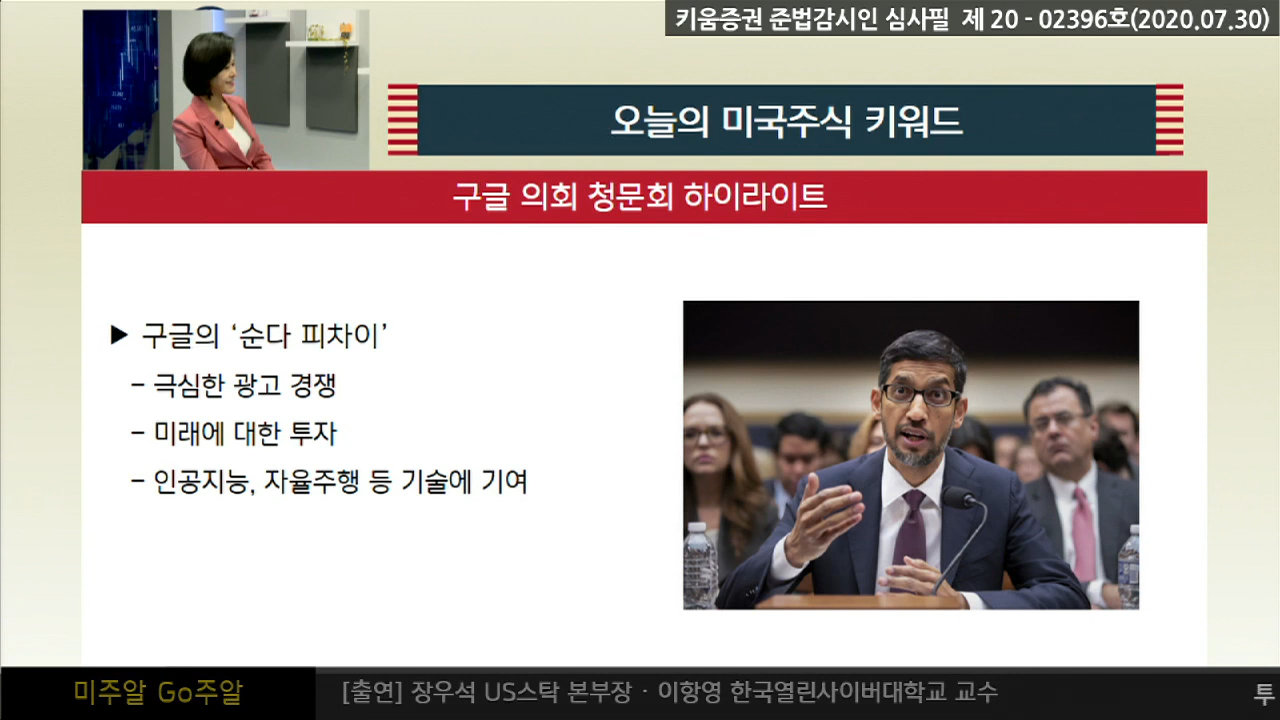 키움증권 준법감시인 심사필 제 20 - 02396호(2020.07.30)
오늘의 미국주식 키워드
구글 의회 청문회 하이라이트
▶ 구글의 ‘순다 피차이’
- 극심한 광고 경쟁
- 미래에 대한 투자
- 인공지능, 자율주행 등 기술에 기여
미주알 Go주알
[출연] 장우석 US스탁 본부장 · 이항영 한국열린사이버대학교 교수
투